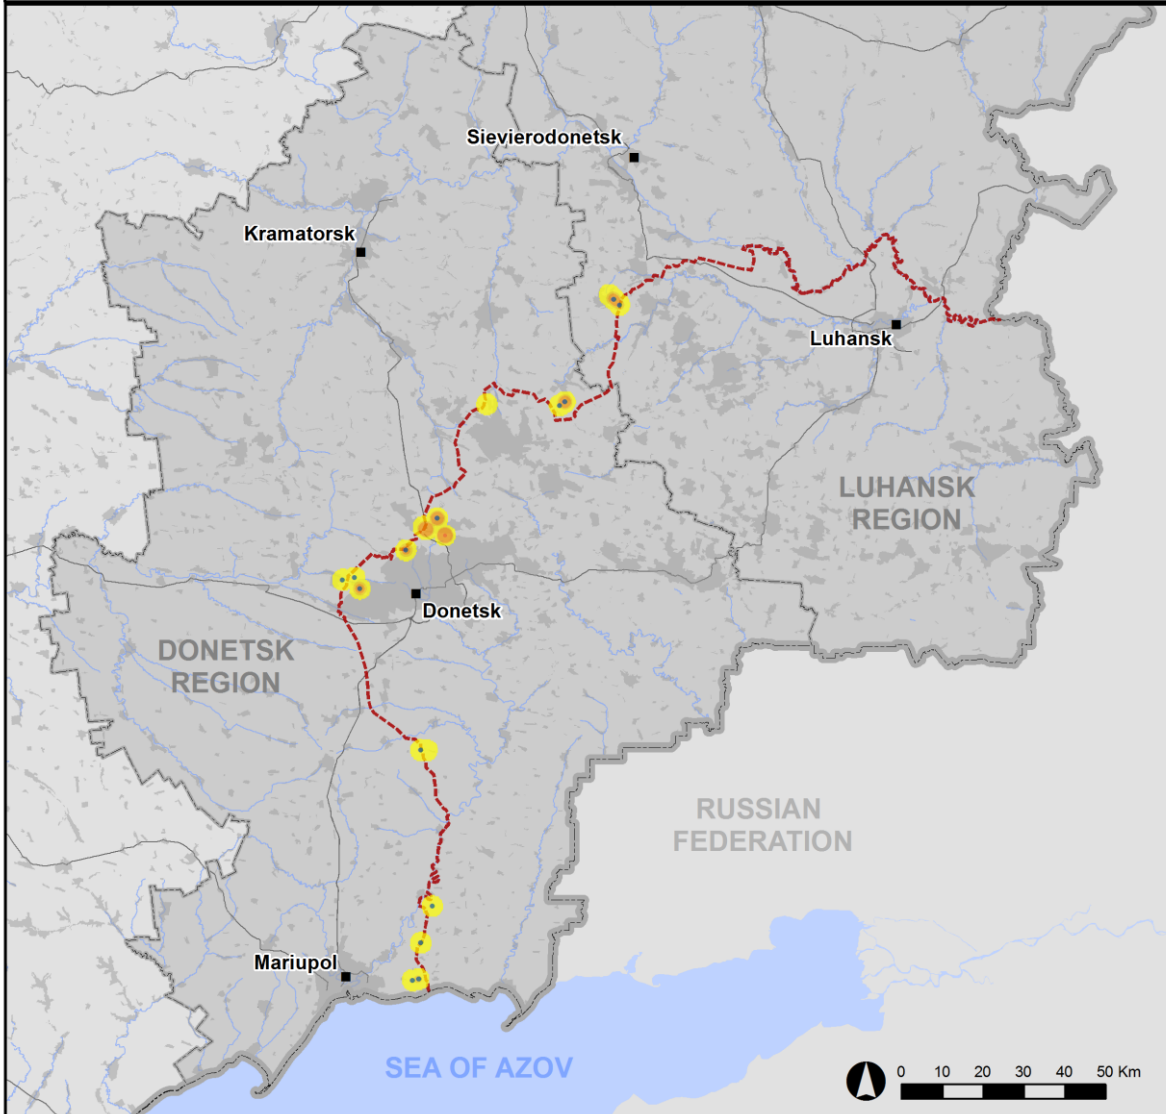 Sievierodonetsk
Kramatorsk
Luhansk
LUHANSK
REGION
Donetsk
DONETSK
REGION
RUSSIAN
FEDERATION
Mariupol
SEA OF AZOV
0 10 20 30 40 50 Km